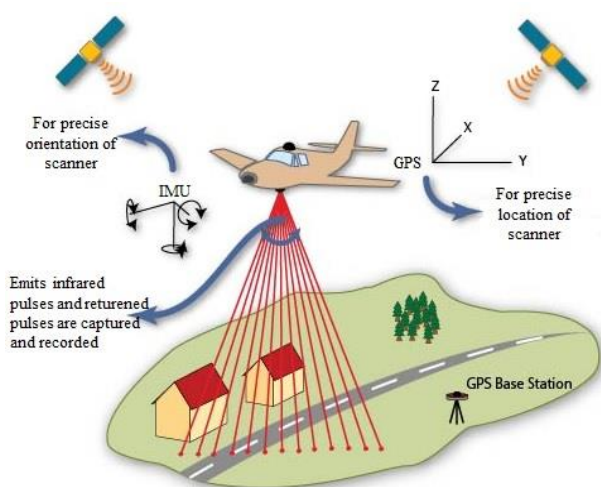 For precise
orientation of
scanner
IMU
Z
X
Y
GPS
For precise
location of
scanner
Emits infrared
pulses and returened
pulses are captured
and recorded
GPS Base Station